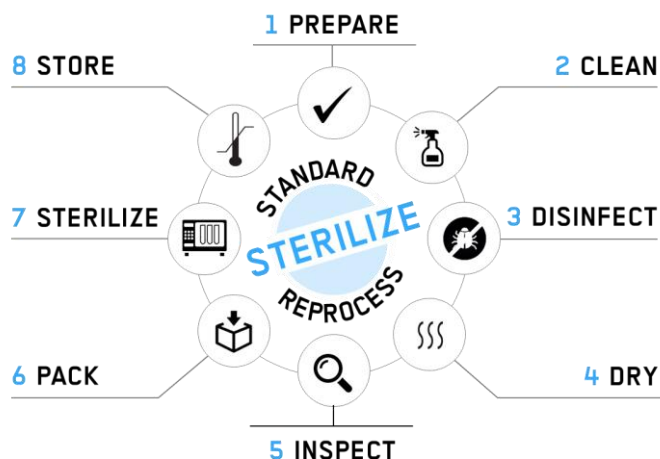 1 PREPARE
2 CLEAN
3 DISINFECT
4 DRY
5 INSPECT
6 PACK
7 STERILIZE
8 STORE
STANDARD
STERILIZE
REPROCESS